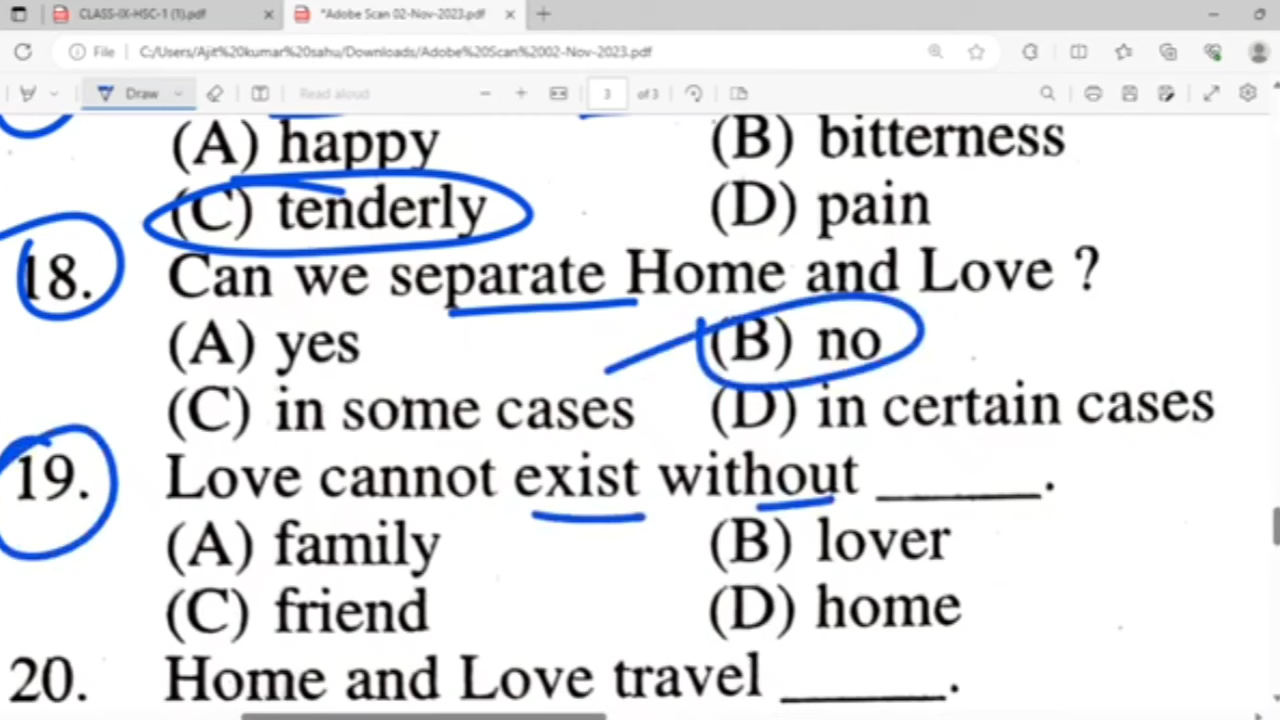 CLASS-IX-HSC-1 (1).pdf
*Adobe Scan 02-Nov-2023.pdf
File
C:/Users/Ajit%20kumar%20sahu/Downloads/Adobe%20Scan%2002-Nov-2023.pdf
Draw
Read aloud
3 of 3
(A) happy (B) bitterness
(C) tenderly (D) pain
18. Can we separate Home and Love ?
(A) yes (B) no
(C) in some cases (D) in certain cases
19. Love cannot exist without ______.
(A) family (B) lover
(C) friend (D) home
20. Home and Love travel ______.